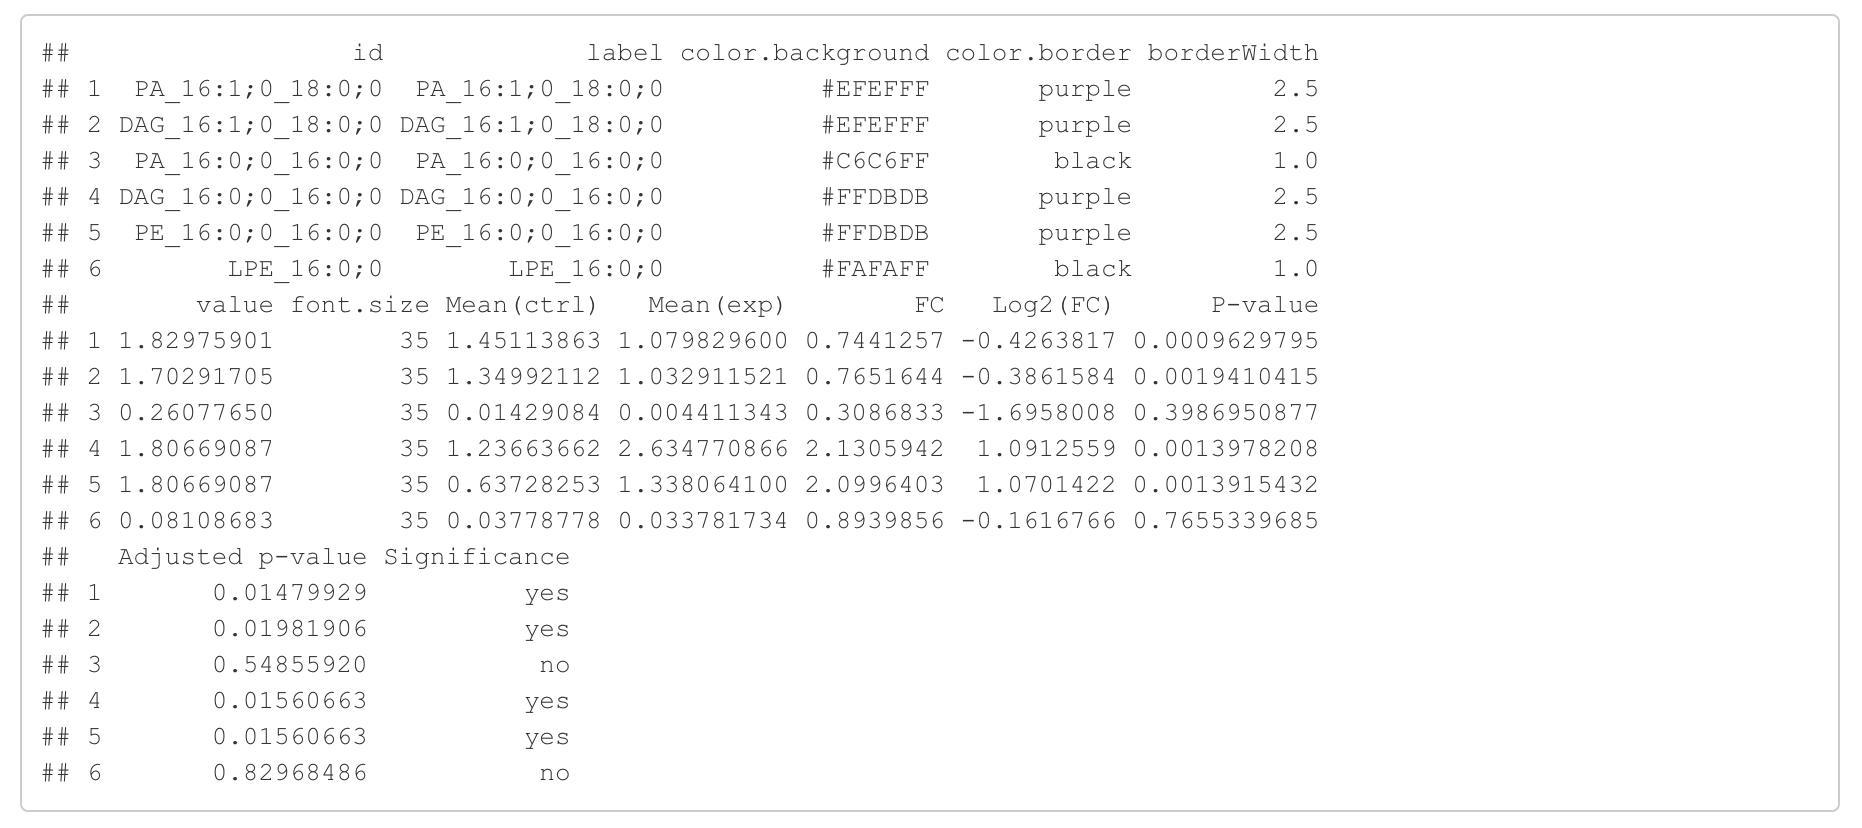 ##                  id              label color.background color.border borderWidth
## 1  PA_16:1;0_18:0;0  PA_16:1;0_18:0;0          #EFEFFF       purple         2.5
## 2 DAG_16:1;0_18:0;0 DAG_16:1;0_18:0;0          #EFEFFF       purple         2.5
## 3  PA_16:0;0_16:0;0  PA_16:0;0_16:0;0          #C6C6FF        black         1.0
## 4 DAG_16:0;0_16:0;0 DAG_16:0;0_16:0;0          #FFDBDB       purple         2.5
## 5  PE_16:0;0_16:0;0  PE_16:0;0_16:0;0          #FFDBDB       purple         2.5
## 6        LPE_16:0;0        LPE_16:0;0          #FAFAFF        black         1.0
##        value font.size Mean(ctrl)   Mean(exp)        FC   Log2(FC)      P-value
## 1 1.82975901        35 1.45113863 1.079829600 0.7441257 -0.4263817 0.0009629795
## 2 1.70291705        35 1.34992112 1.032911521 0.7651644 -0.3861584 0.0019410415
## 3 0.26077650        35 0.01429084 0.004411343 0.3086833 -1.6958008 0.3986950877
## 4 1.80669087        35 1.23663662 2.634770866 2.1305942  1.0912559 0.0013978208
## 5 1.80669087        35 0.63728253 1.338064100 2.0996403  1.0701422 0.0013915432
## 6 0.08108683        35 0.03778778 0.033781734 0.8939856 -0.1616766 0.7655339685
##   Adjusted p-value Significance
## 1       0.01479929          yes
## 2       0.01981906          yes
## 3       0.54855920           no
## 4       0.01560663          yes
## 5       0.01560663          yes
## 6       0.82968486           no